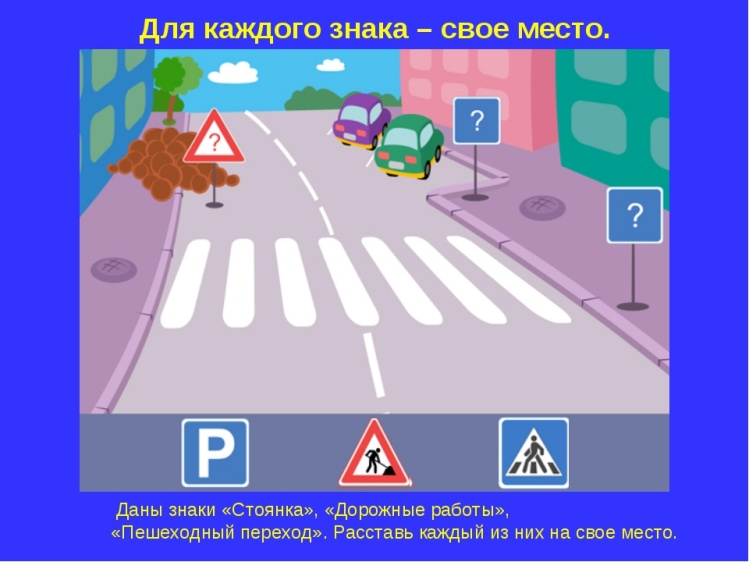 Для каждого знака – свое место.
?
?
?
P
Даны знаки «Стоянка», «Дорожные работы»,
«Пешеходный переход». Расставь каждый из них на свое место.